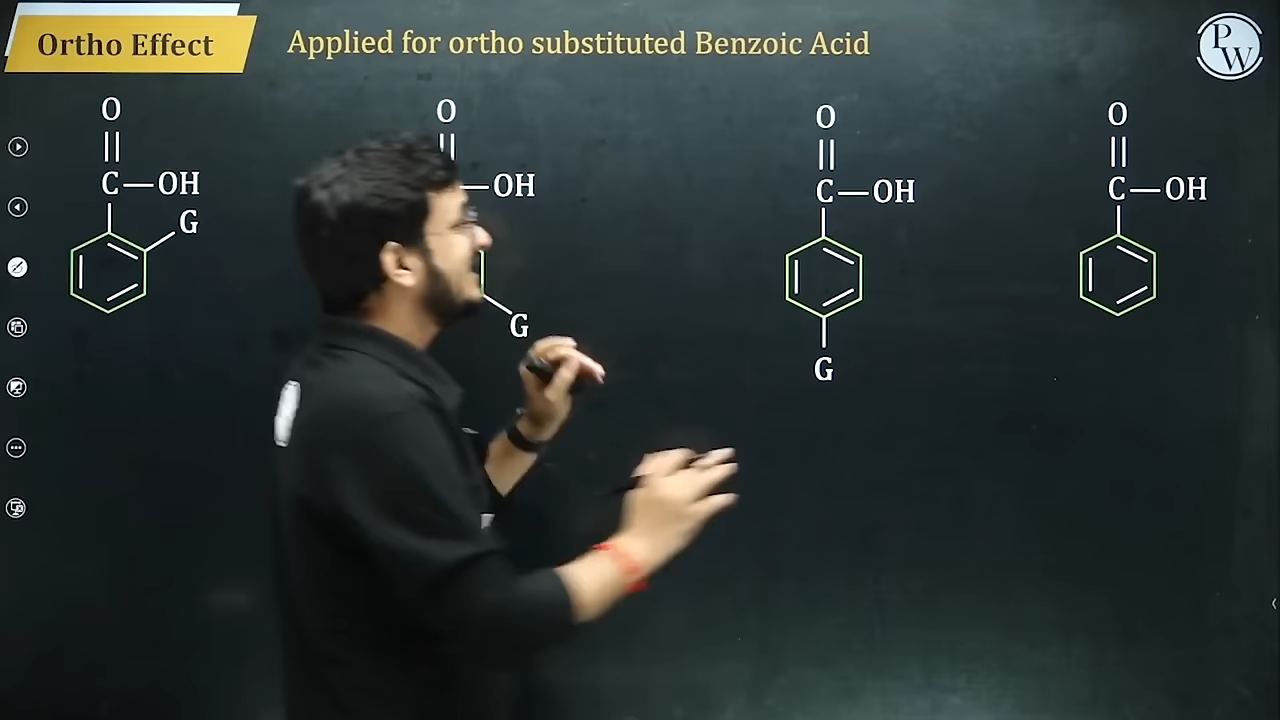 Ortho Effect
Applied for ortho substituted Benzoic Acid
PW
O
C—OH
G
O
—OH
G
O
C—OH
G
O
C—OH